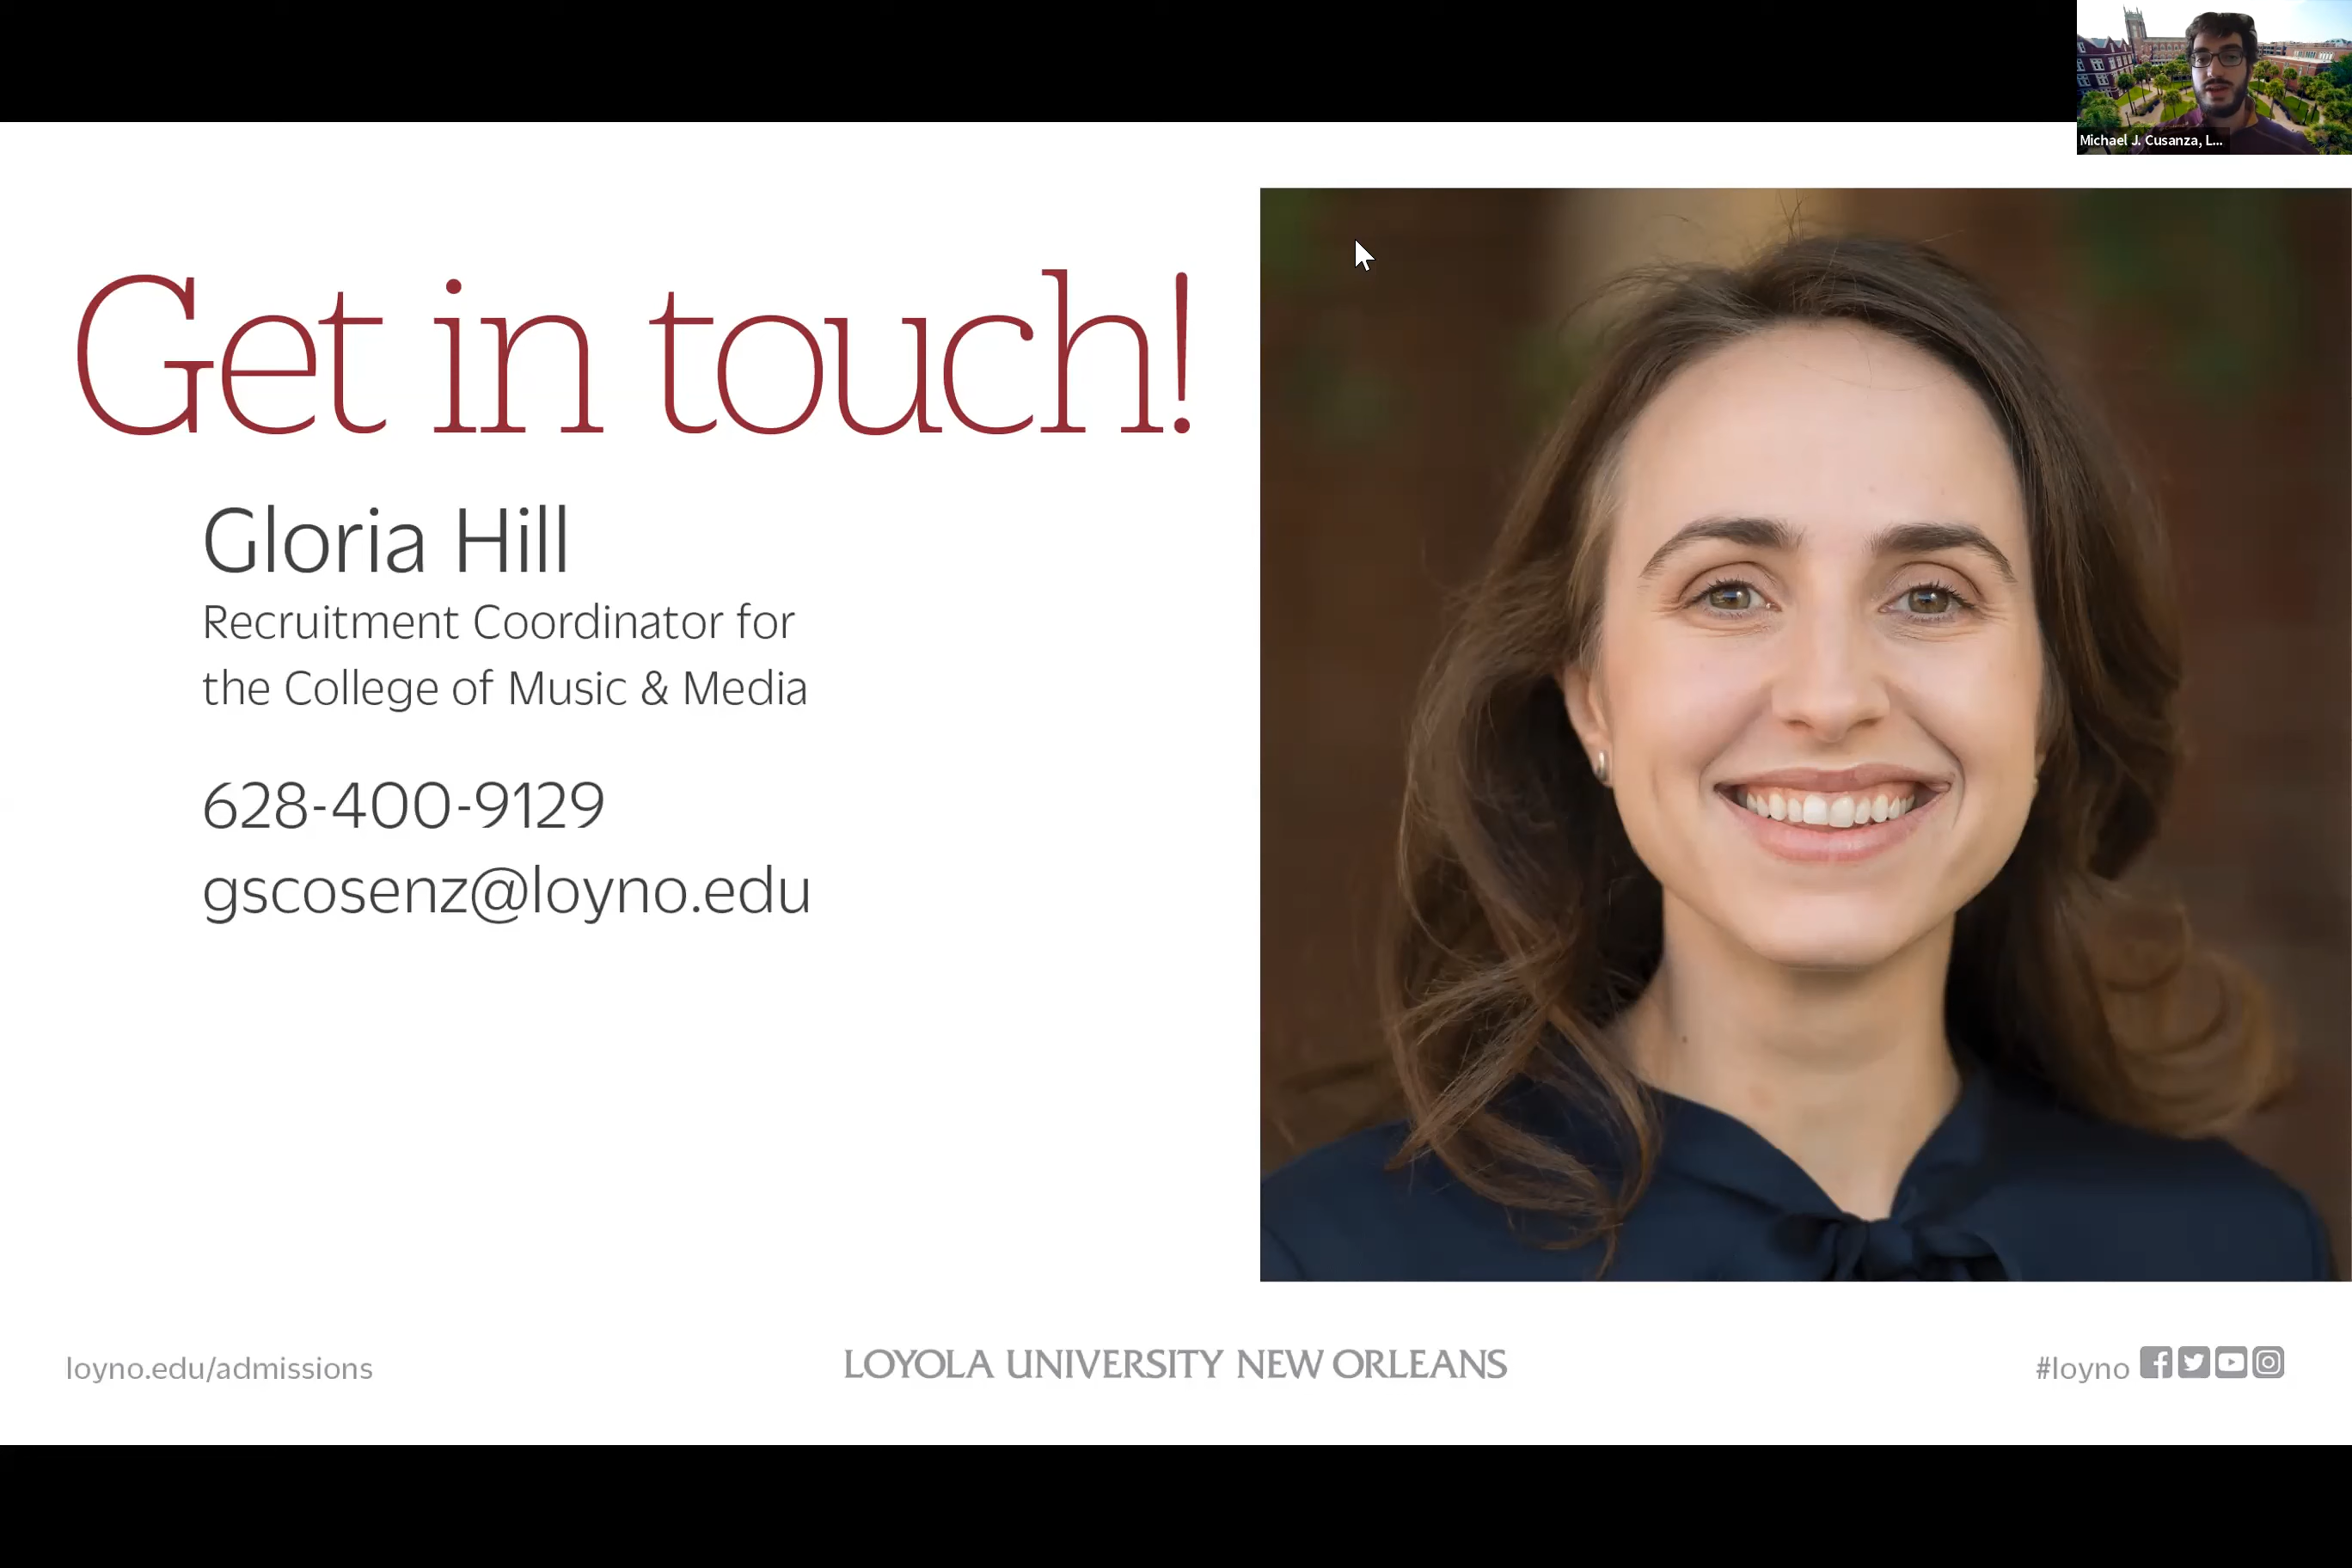 Michael J. Cusanza, L...
Get in touch!
Gloria Hill
Recruitment Coordinator for
the College of Music & Media
628-400-9129
gscosenz@loyno.edu
loyno.edu/admissions
LOYOLA UNIVERSITY NEW ORLEANS
#loyno